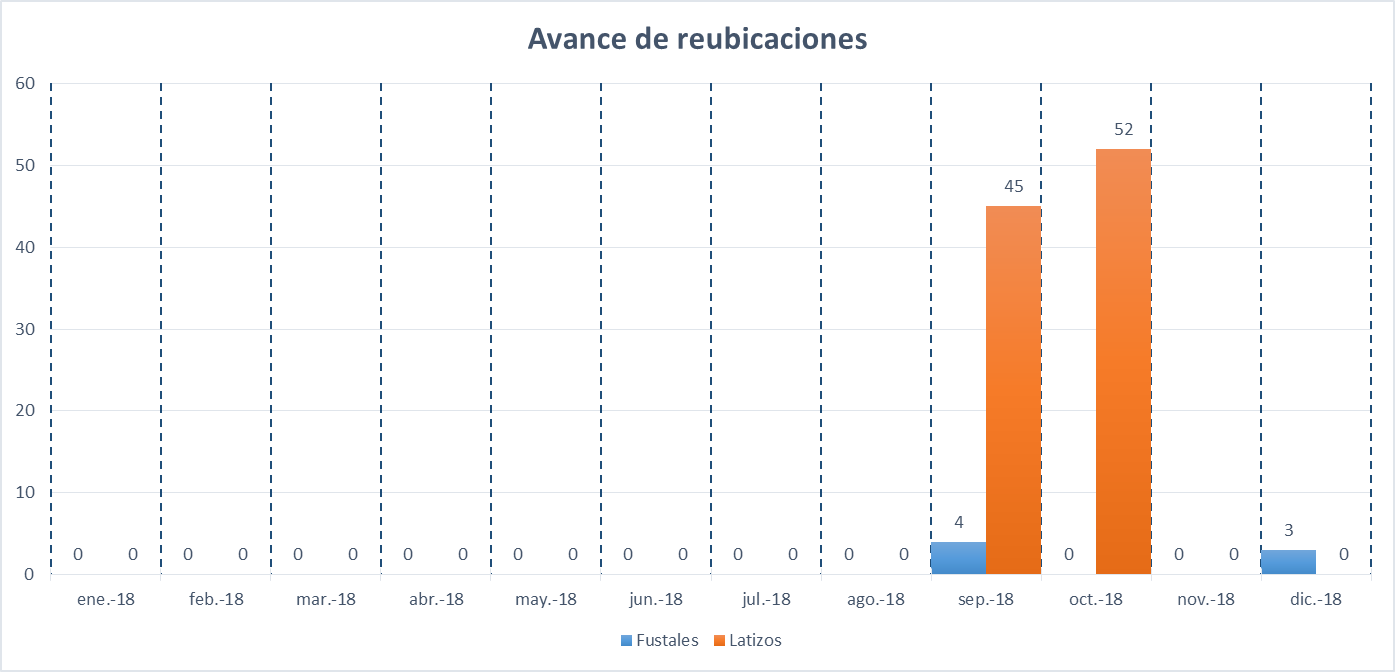 Avance de reubicaciones
60
50
40
30
20
10
0
52
45
4
3
0 0 0 0 0 0 0 0 0 0 0 0 0 0 0 0 0 0 0 0
ene.-18 feb.-18 mar.-18 abr.-18 may.-18 jun.-18 jul.-18 ago.-18 sep.-18 oct.-18 nov.-18 dic.-18
Fustales Latizos